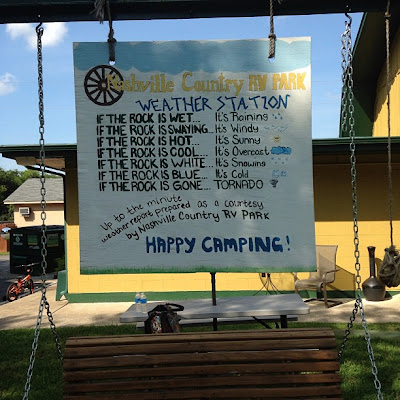 Nashville Country RV PARK
WEATHER STATION
IF THE ROCK IS WET... It's Raining
IF THE ROCK IS SWAYING... It's Windy
IF THE ROCK IS HOT... It's Sunny
IF THE ROCK IS COOL... It's Overcast
IF THE ROCK IS WHITE... It's Snowing
IF THE ROCK IS BLUE... It's Cold
IF THE ROCK IS GONE... TORNADO
Up to the minute
weather report prepared as a courtesy
by Nashville Country RV PARK
HAPPY CAMPING!